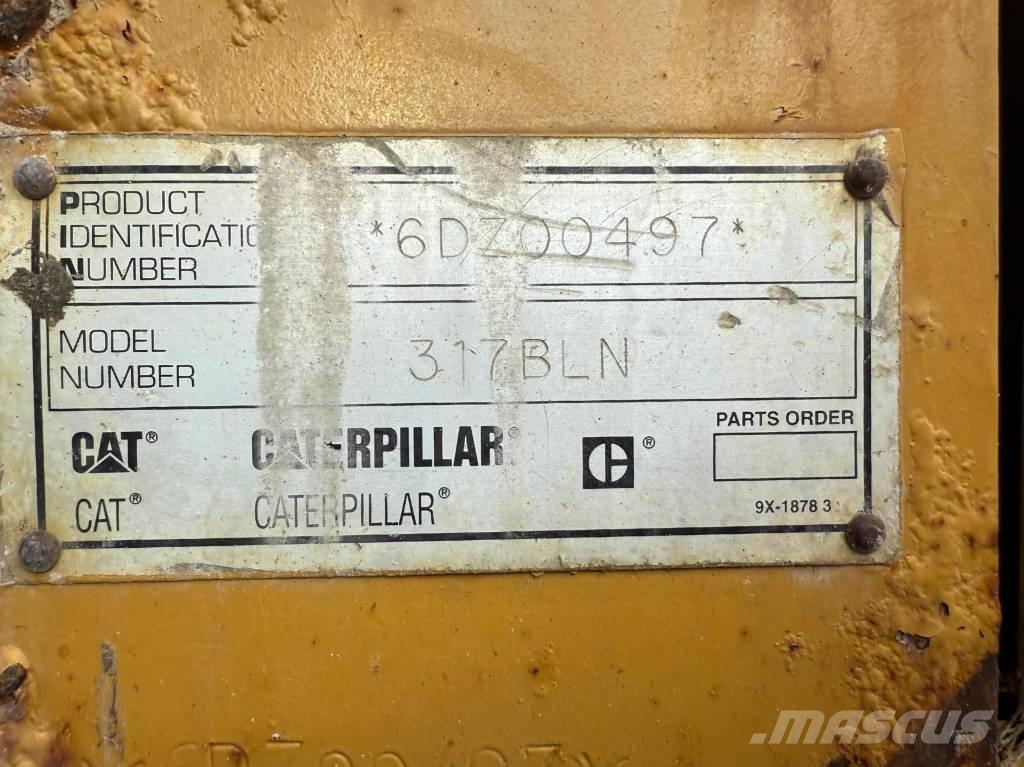 PRODUCT
IDENTIFICATIO
NUMBER
*6DZ00497*
MODEL
NUMBER
317BLN
PARTS ORDER
CAT® CATERPILLAR® ®
CAT® CATERPILLAR®
9X-1878 3
MASCUS